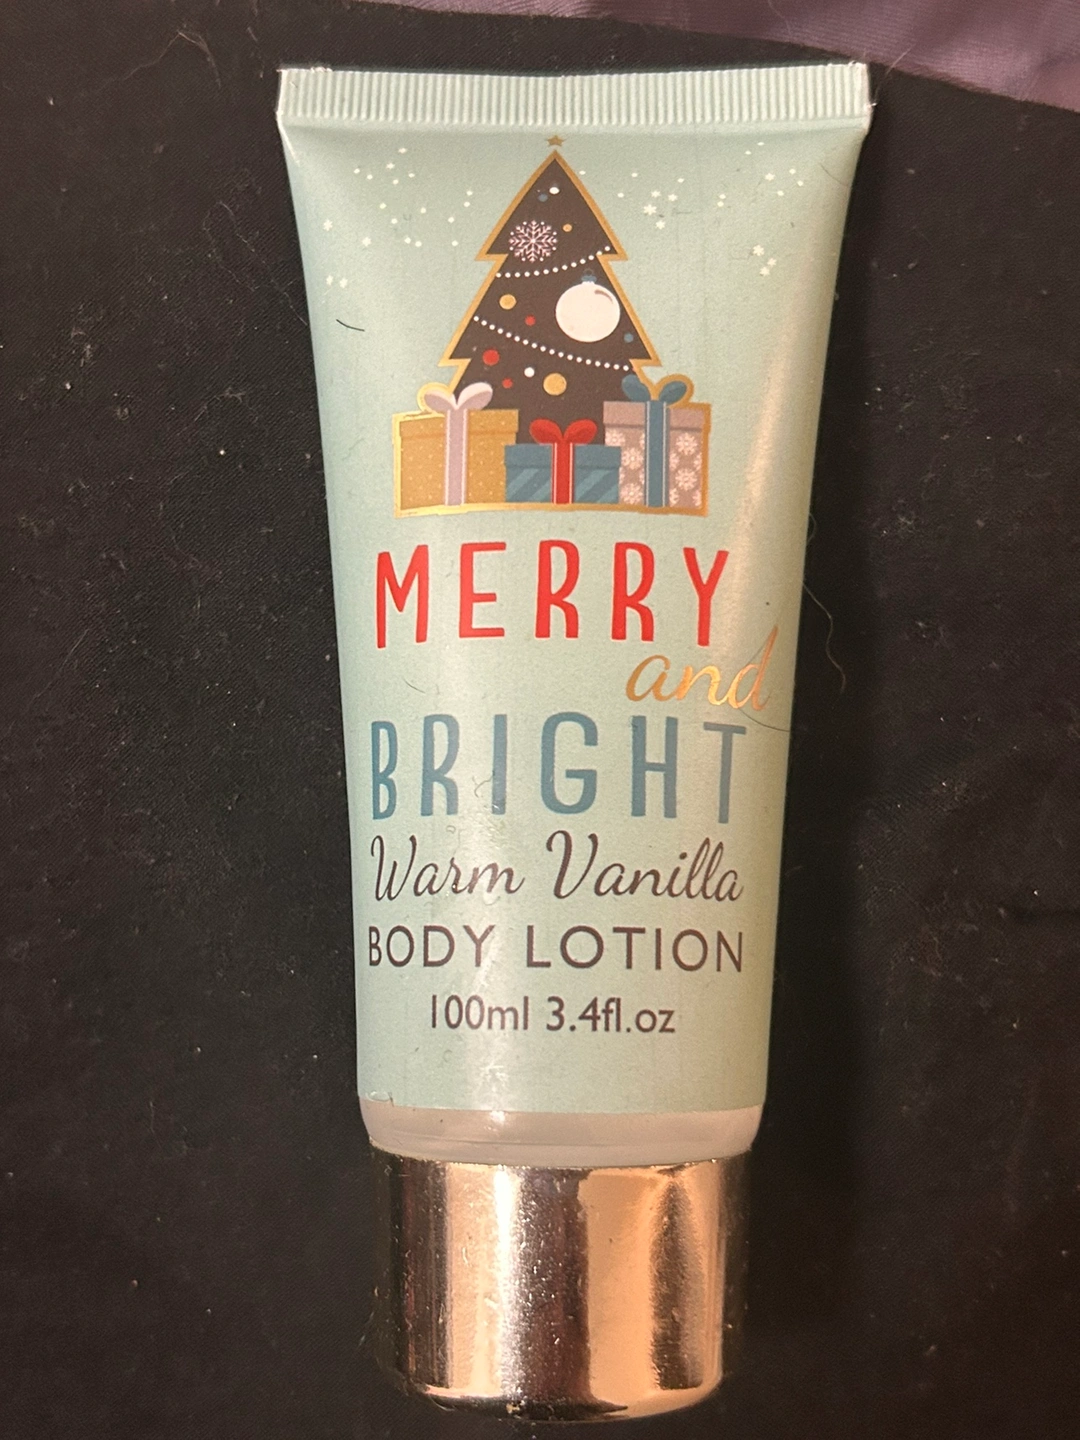 MERRY
and
BRIGHT
Warm Vanilla
BODY LOTION
100ml 3.4fl.oz